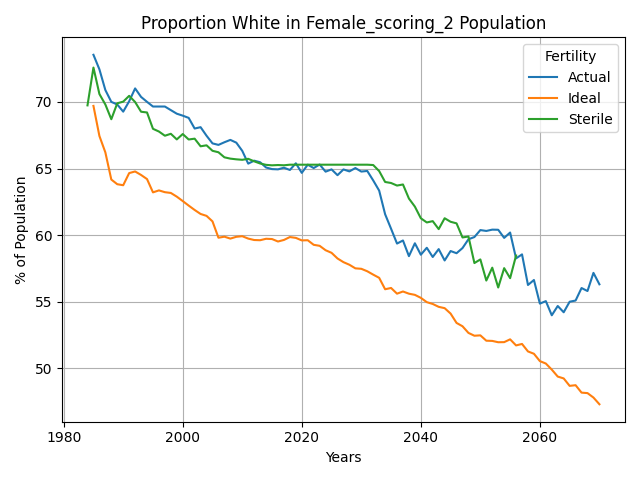 Proportion White in Female_scoring_2 Population
Fertility
Actual
Ideal
Sterile
% of Population
70
65
60
55
50
1980
2000
2020
2040
2060
Years